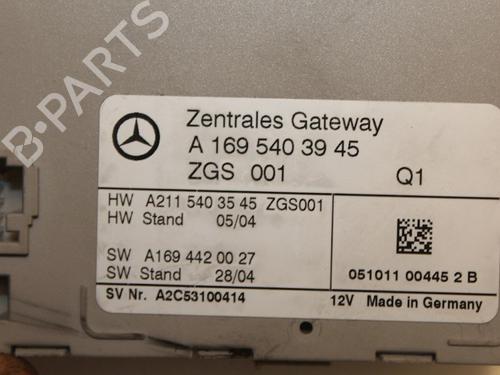 B-PARTS
Zentrales Gateway
A 169 540 39 45
ZGS 001 Q1
HW A211 540 35 45 ZGS001
HW Stand 05/04
SW A169 442 00 27
SW Stand 28/04
051011 00445 2 B
SV Nr. A2C53100414 12V Made in Germany